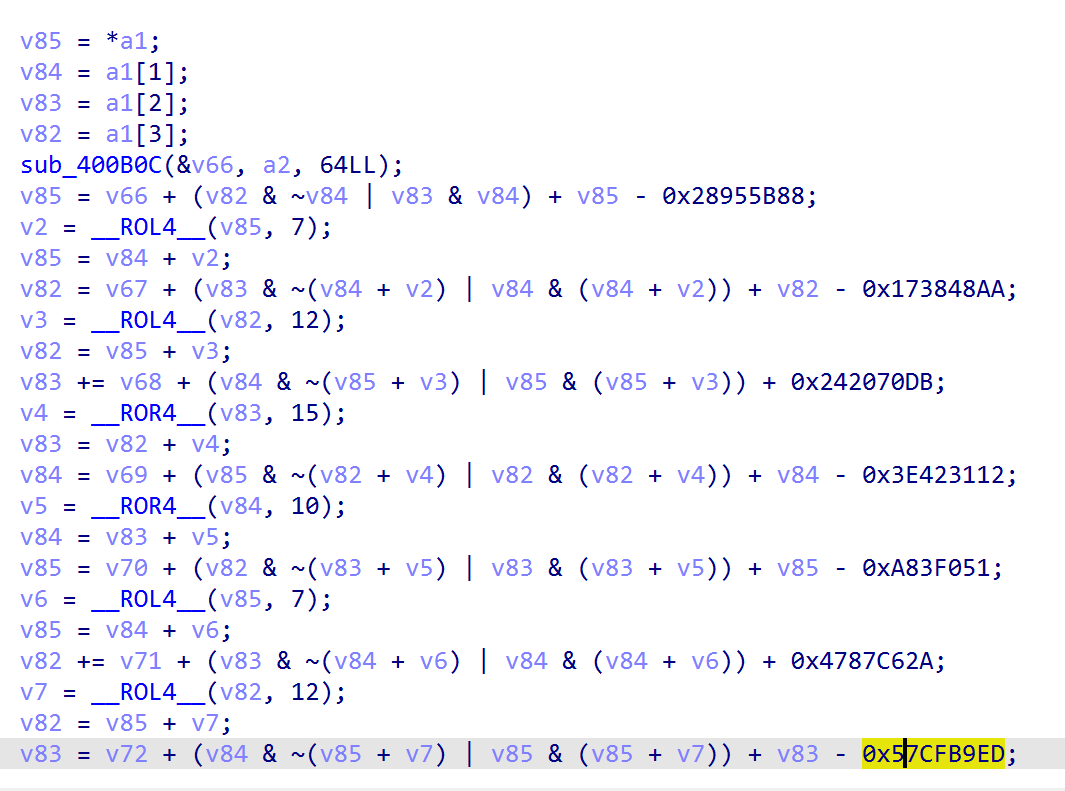 v85 = *a1;
v84 = a1[1];
v83 = a1[2];
v82 = a1[3];
sub_400B0C(&v66, a2, 64LL);
v85 = v66 + (v82 & ~v84 | v83 & v84) + v85 - 0x28955B88;
v2 = __ROL4__(v85, 7);
v85 = v84 + v2;
v82 = v67 + (v83 & ~(v84 + v2) | v84 & (v84 + v2)) + v82 - 0x173848AA;
v3 = __ROL4__(v82, 12);
v82 = v85 + v3;
v83 += v68 + (v84 & ~(v85 + v3) | v85 & (v85 + v3)) + 0x242070DB;
v4 = __ROR4__(v83, 15);
v83 = v82 + v4;
v84 = v69 + (v85 & ~(v82 + v4) | v82 & (v82 + v4)) + v84 - 0x3E423112;
v5 = __ROR4__(v84, 10);
v84 = v83 + v5;
v85 = v70 + (v82 & ~(v83 + v5) | v83 & (v83 + v5)) + v85 - 0xA83F051;
v6 = __ROL4__(v85, 7);
v85 = v84 + v6;
v82 += v71 + (v83 & ~(v84 + v6) | v84 & (v84 + v6)) + 0x4787C62A;
v7 = __ROL4__(v82, 12);
v82 = v85 + v7;
v83 = v72 + (v84 & ~(v85 + v7) | v85 & (v85 + v7)) + v83 - 0x57CFB9ED;